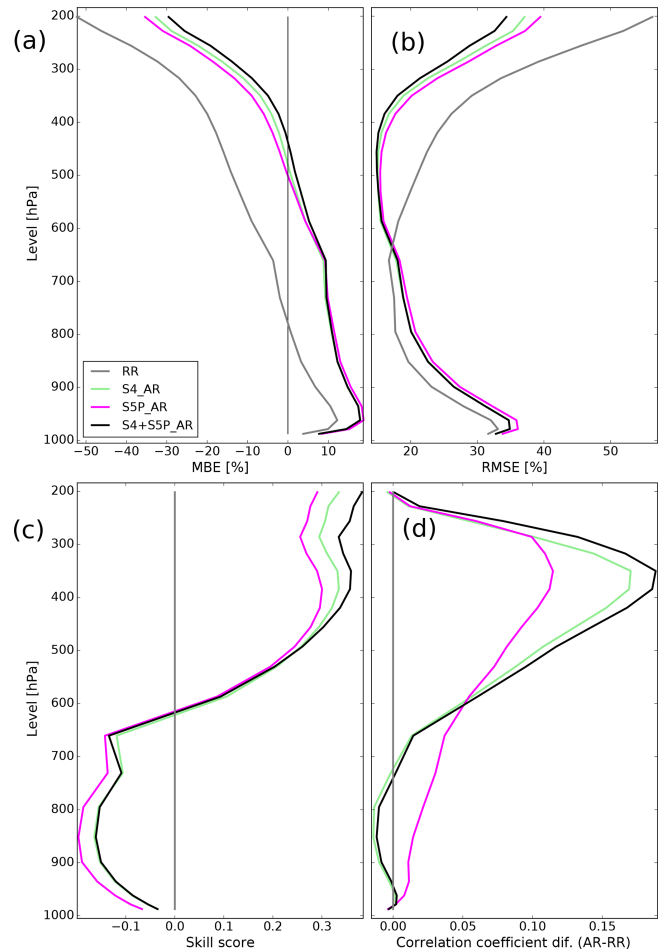 (a)
(b)
Level [hPa]
200
300
400
500
600
700
800
900
1000
RR
S4_AR
S5P_AR
S4+S5P_AR
−50 −40 −30 −20 −10 0 10
MBE [%]
20 30 40 50
RMSE [%]
(c)
(d)
Level [hPa]
200
300
400
500
600
700
800
900
1000
−0.1 0.0 0.1 0.2 0.3
Skill score
0.00 0.05 0.10 0.15
Correlation coefficient dif. (AR-RR)